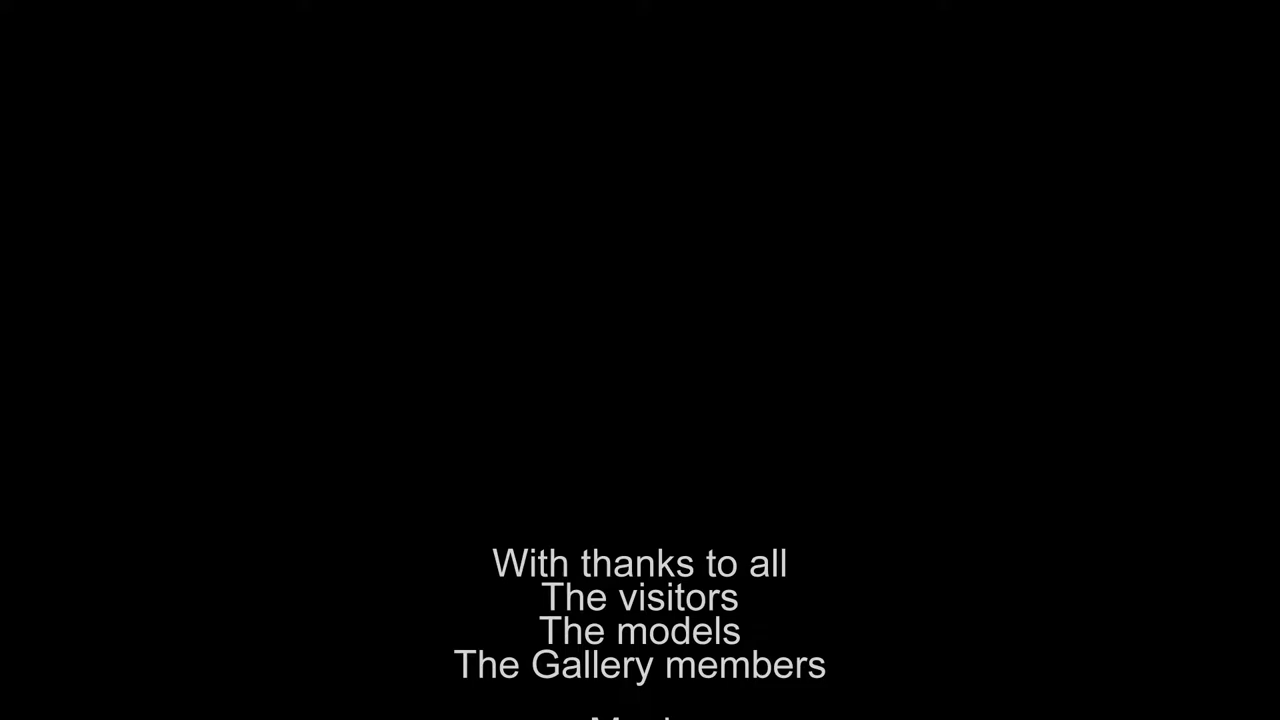 With thanks to all
The visitors
The models
The Gallery members